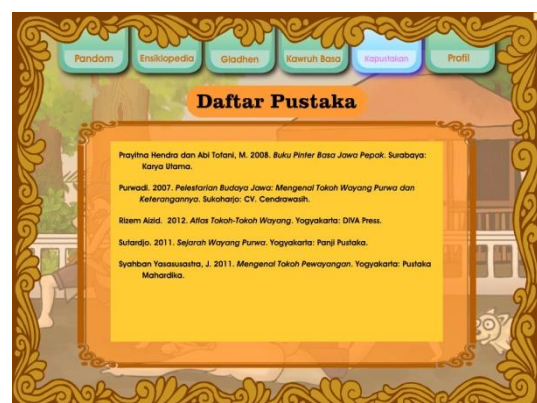 Pandom
Ensiklopedia
Gladhen
Kawruh Basa
Kapustakan
Profil
Daftar Pustaka
Prayitna Hendra dan Abi Tofani, M. 2008. Buku Pinter Basa Jawa Pepak. Surabaya:
Karya Utama.
Purwadi. 2007. Pelestarian Budaya Jawa: Mengenal Tokoh Wayang Purwa dan
Keterangannya. Sukoharjo: CV. Cendrawasih.
Rizem Aizid. 2012. Atlas Tokoh-Tokoh Wayang. Yogyakarta: DIVA Press.
Sutardjo. 2011. Sejarah Wayang Purwa. Yogyakarta: Panji Pustaka.
Syahban Yasasusastra, J. 2011. Mengenal Tokoh Pewayangan. Yogyakarta: Pustaka
Mahardika.